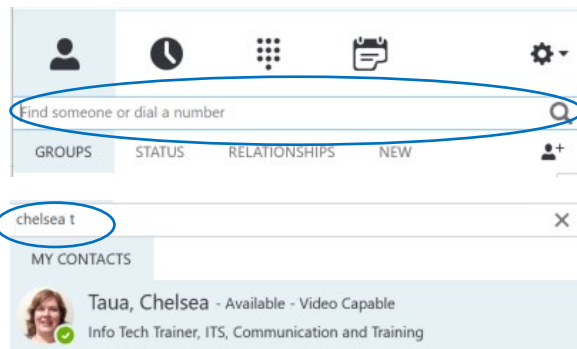 Find someone or dial a number
GROUPS STATUS RELATIONSHIPS NEW
chelsea t
MY CONTACTS
Taua, Chelsea - Available - Video Capable
Info Tech Trainer, ITS, Communication and Training